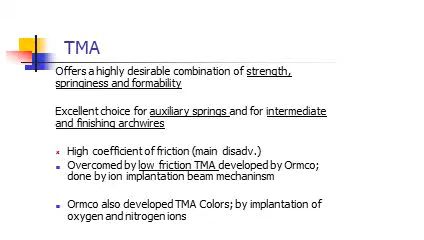 TMA
Offers a highly desirable combination of strength,
springiness and formability
Excellent choice for auxiliary springs and for intermediate
and finishing archwires
× High coefficient of friction (main disadv.)
Overcomed by low friction TMA developed by Ormco;
done by ion implantation beam mechaninsm
Ormco also developed TMA Colors; by implantation of
oxygen and nitrogen ions